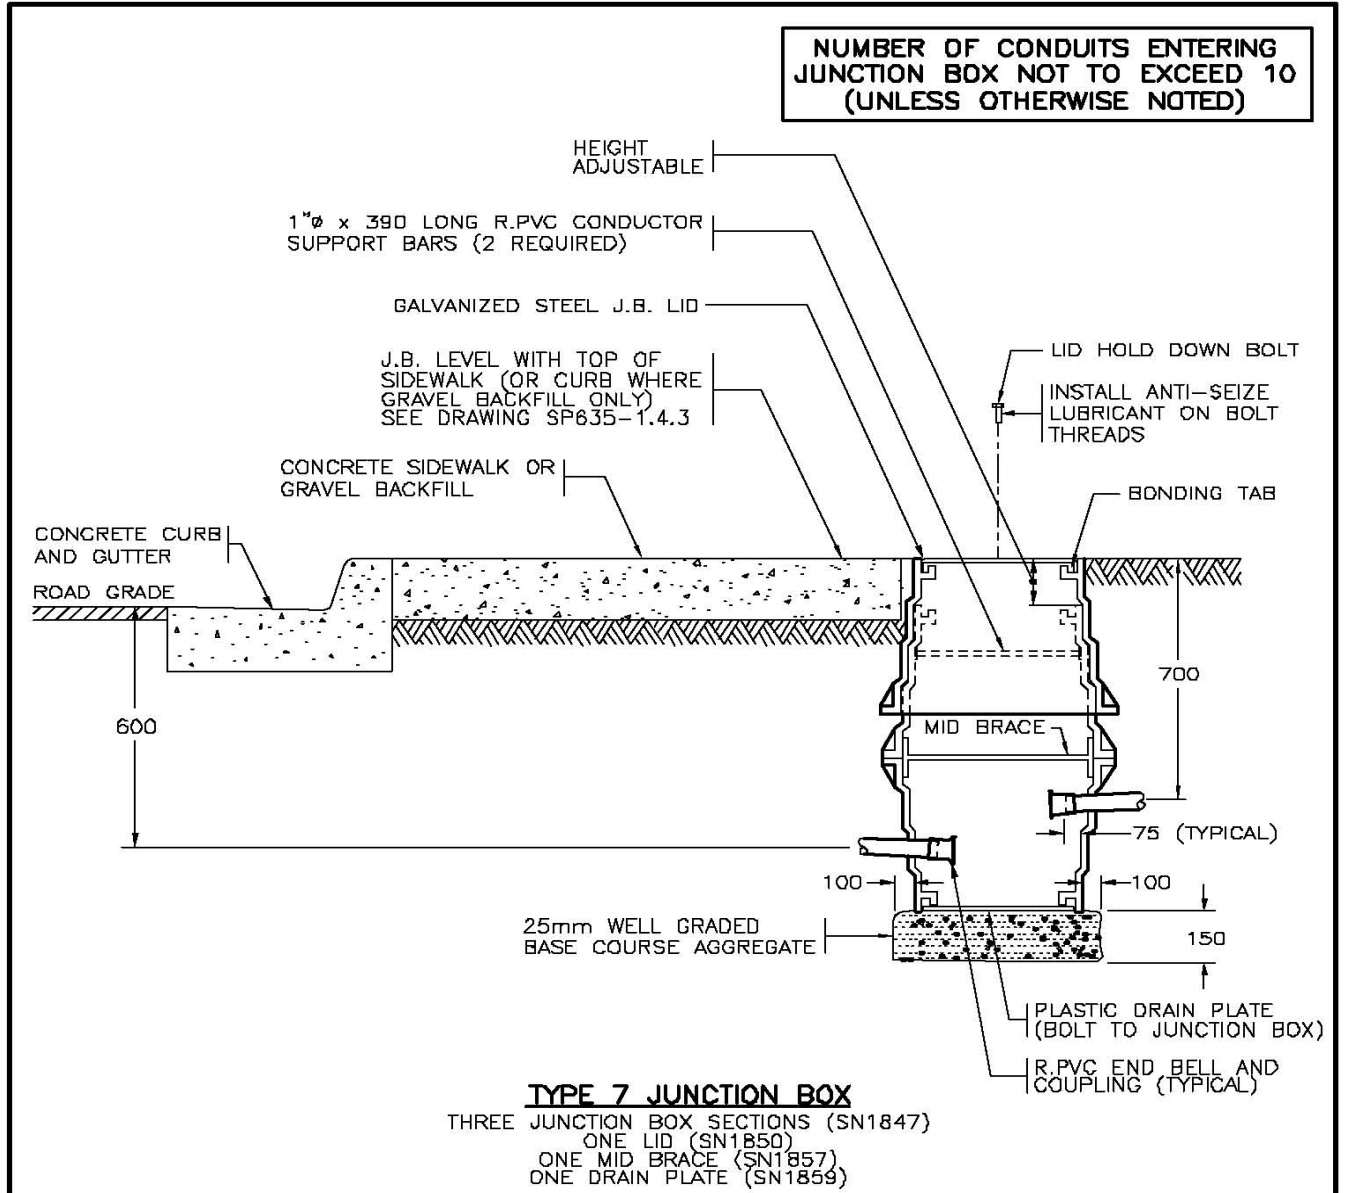 NUMBER OF CONDUITS ENTERING
JUNCTION BOX NOT TO EXCEED 10
(UNLESS OTHERWISE NOTED)
HEIGHT
ADJUSTABLE
1"Ø x 390 LONG R.PVC CONDUCTOR
SUPPORT BARS (2 REQUIRED)
GALVANIZED STEEL J.B. LID
J.B. LEVEL WITH TOP OF
SIDEWALK (OR CURB WHERE
GRAVEL BACKFILL ONLY)
SEE DRAWING SP635-1.4.3
LID HOLD DOWN BOLT
INSTALL ANTI-SEIZE
LUBRICANT ON BOLT
THREADS
CONCRETE SIDEWALK OR
GRAVEL BACKFILL
BONDING TAB
CONCRETE CURB
AND GUTTER
ROAD GRADE
700
600
MID BRACE
75 (TYPICAL)
100
100
25mm WELL GRADED
BASE COURSE AGGREGATE
150
PLASTIC DRAIN PLATE
(BOLT TO JUNCTION BOX)
R.PVC END BELL AND
COUPLING (TYPICAL)
TYPE 7 JUNCTION BOX
THREE JUNCTION BOX SECTIONS (SN1847)
ONE LID (SN1850)
ONE MID BRACE (SN1857)
ONE DRAIN PLATE (SN1859)